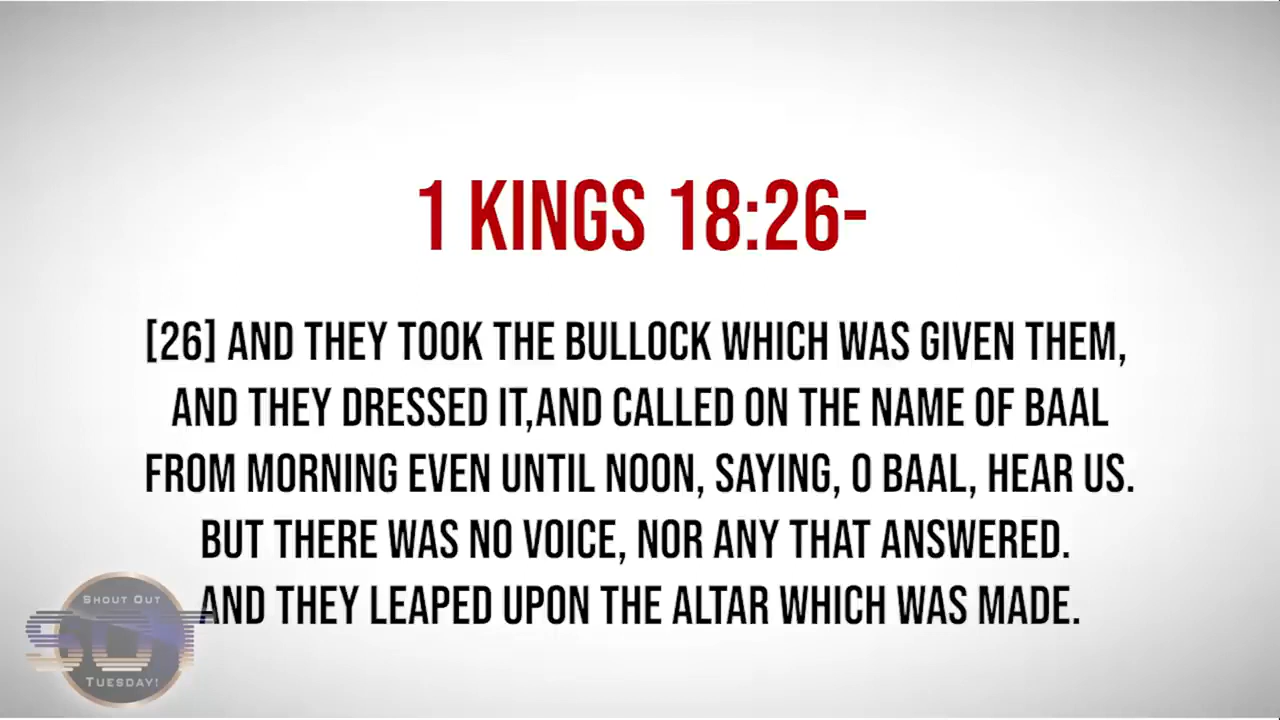 1 KINGS 18:26-
[26] AND THEY TOOK THE BULLOCK WHICH WAS GIVEN THEM,
AND THEY DRESSED IT,AND CALLED ON THE NAME OF BAAL
FROM MORNING EVEN UNTIL NOON, SAYING, O BAAL, HEAR US.
BUT THERE WAS NO VOICE, NOR ANY THAT ANSWERED.
AND THEY LEAPED UPON THE ALTAR WHICH WAS MADE.
SHOUT OUT
SOT
TUESDAY!